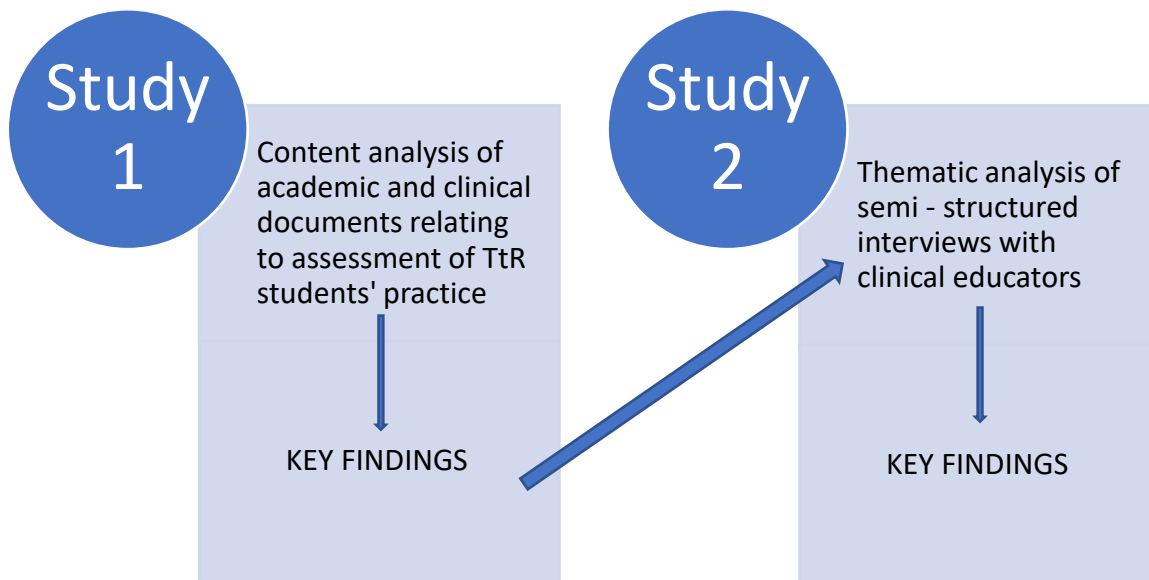 Study
1
Content analysis of
academic and clinical
documents relating
to assessment of TtR
students' practice
KEY FINDINGS
Study
2
Thematic analysis of
semi - structured
interviews with
clinical educators
KEY FINDINGS